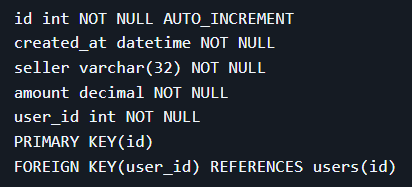 id int NOT NULL AUTO_INCREMENT
created_at datetime NOT NULL
seller varchar(32) NOT NULL
amount decimal NOT NULL
user_id int NOT NULL
PRIMARY KEY(id)
FOREIGN KEY(user_id) REFERENCES users(id)